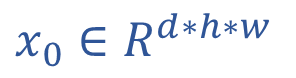 x₀ ∈ R^{d*h*w}